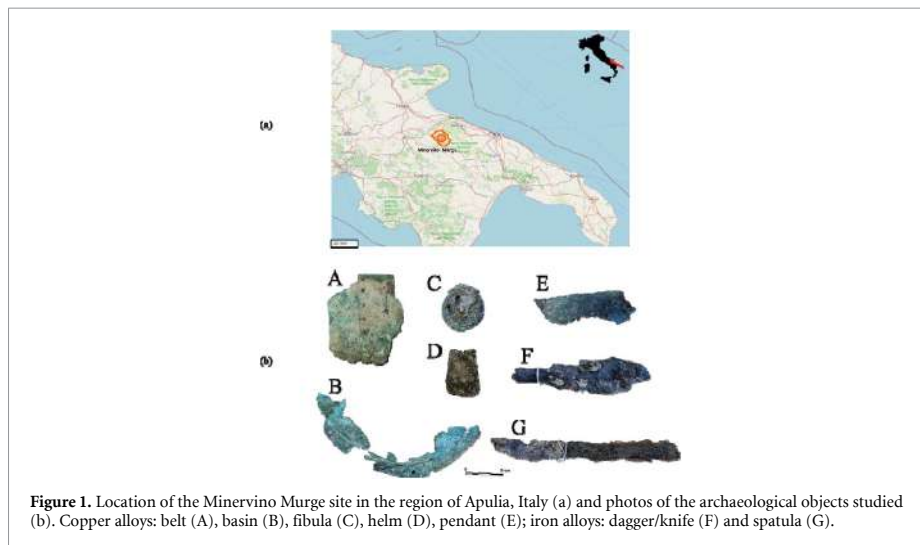 (a)
Minervino Murge
A
C
E
D
F
(b)
B
G
Figure 1. Location of the Minervino Murge site in the region of Apulia, Italy (a) and photos of the archaeological objects studied
(b). Copper alloys: belt (A), basin (B), fibula (C), helm (D), pendant (E); iron alloys: dagger/knife (F) and spatula (G).